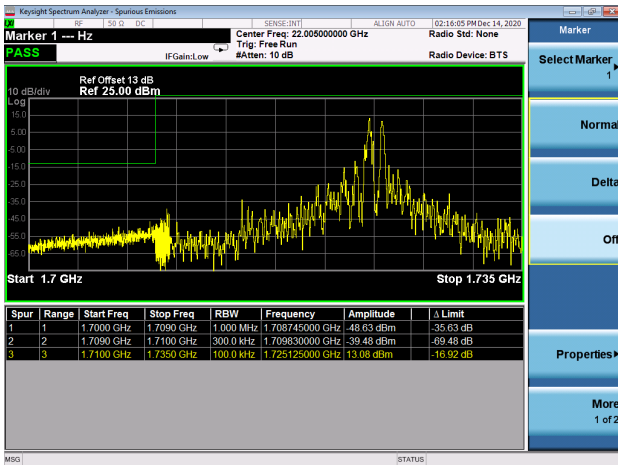 Keysight Spectrum Analyzer - Spurious Emissions
RF 50 Ω DC SENSE:INT ALIGN AUTO 02:16:05 PM Dec 14, 2020
Marker 1 --- Hz
Center Freq: 22.005000000 GHz
Radio Std: None
Trig: Free Run
PASS
IFGain:Low
#Atten: 10 dB
Radio Device: BTS
Ref Offset 13 dB
10 dB/div Ref 25.00 dBm
Log
15.0
5.00
-5.00
-15.0
-25.0
-35.0
-45.0
-55.0
-65.0
Start 1.7 GHz Stop 1.735 GHz
Spur Range Start Freq Stop Freq RBW Frequency Amplitude Δ Limit
1 1 1.7000 GHz 1.7090 GHz 1.000 MHz 1.708745000 GHz -48.63 dBm -35.63 dB
2 2 1.7090 GHz 1.7100 GHz 300.0 kHz 1.709830000 GHz -39.48 dBm -69.48 dB
3 3 1.7100 GHz 1.7350 GHz 100.0 kHz 1.725125000 GHz 13.08 dBm -16.92 dB
MSG STATUS
Marker
Select Marker
1
Normal
Delta
Off
Properties
More
1 of 2